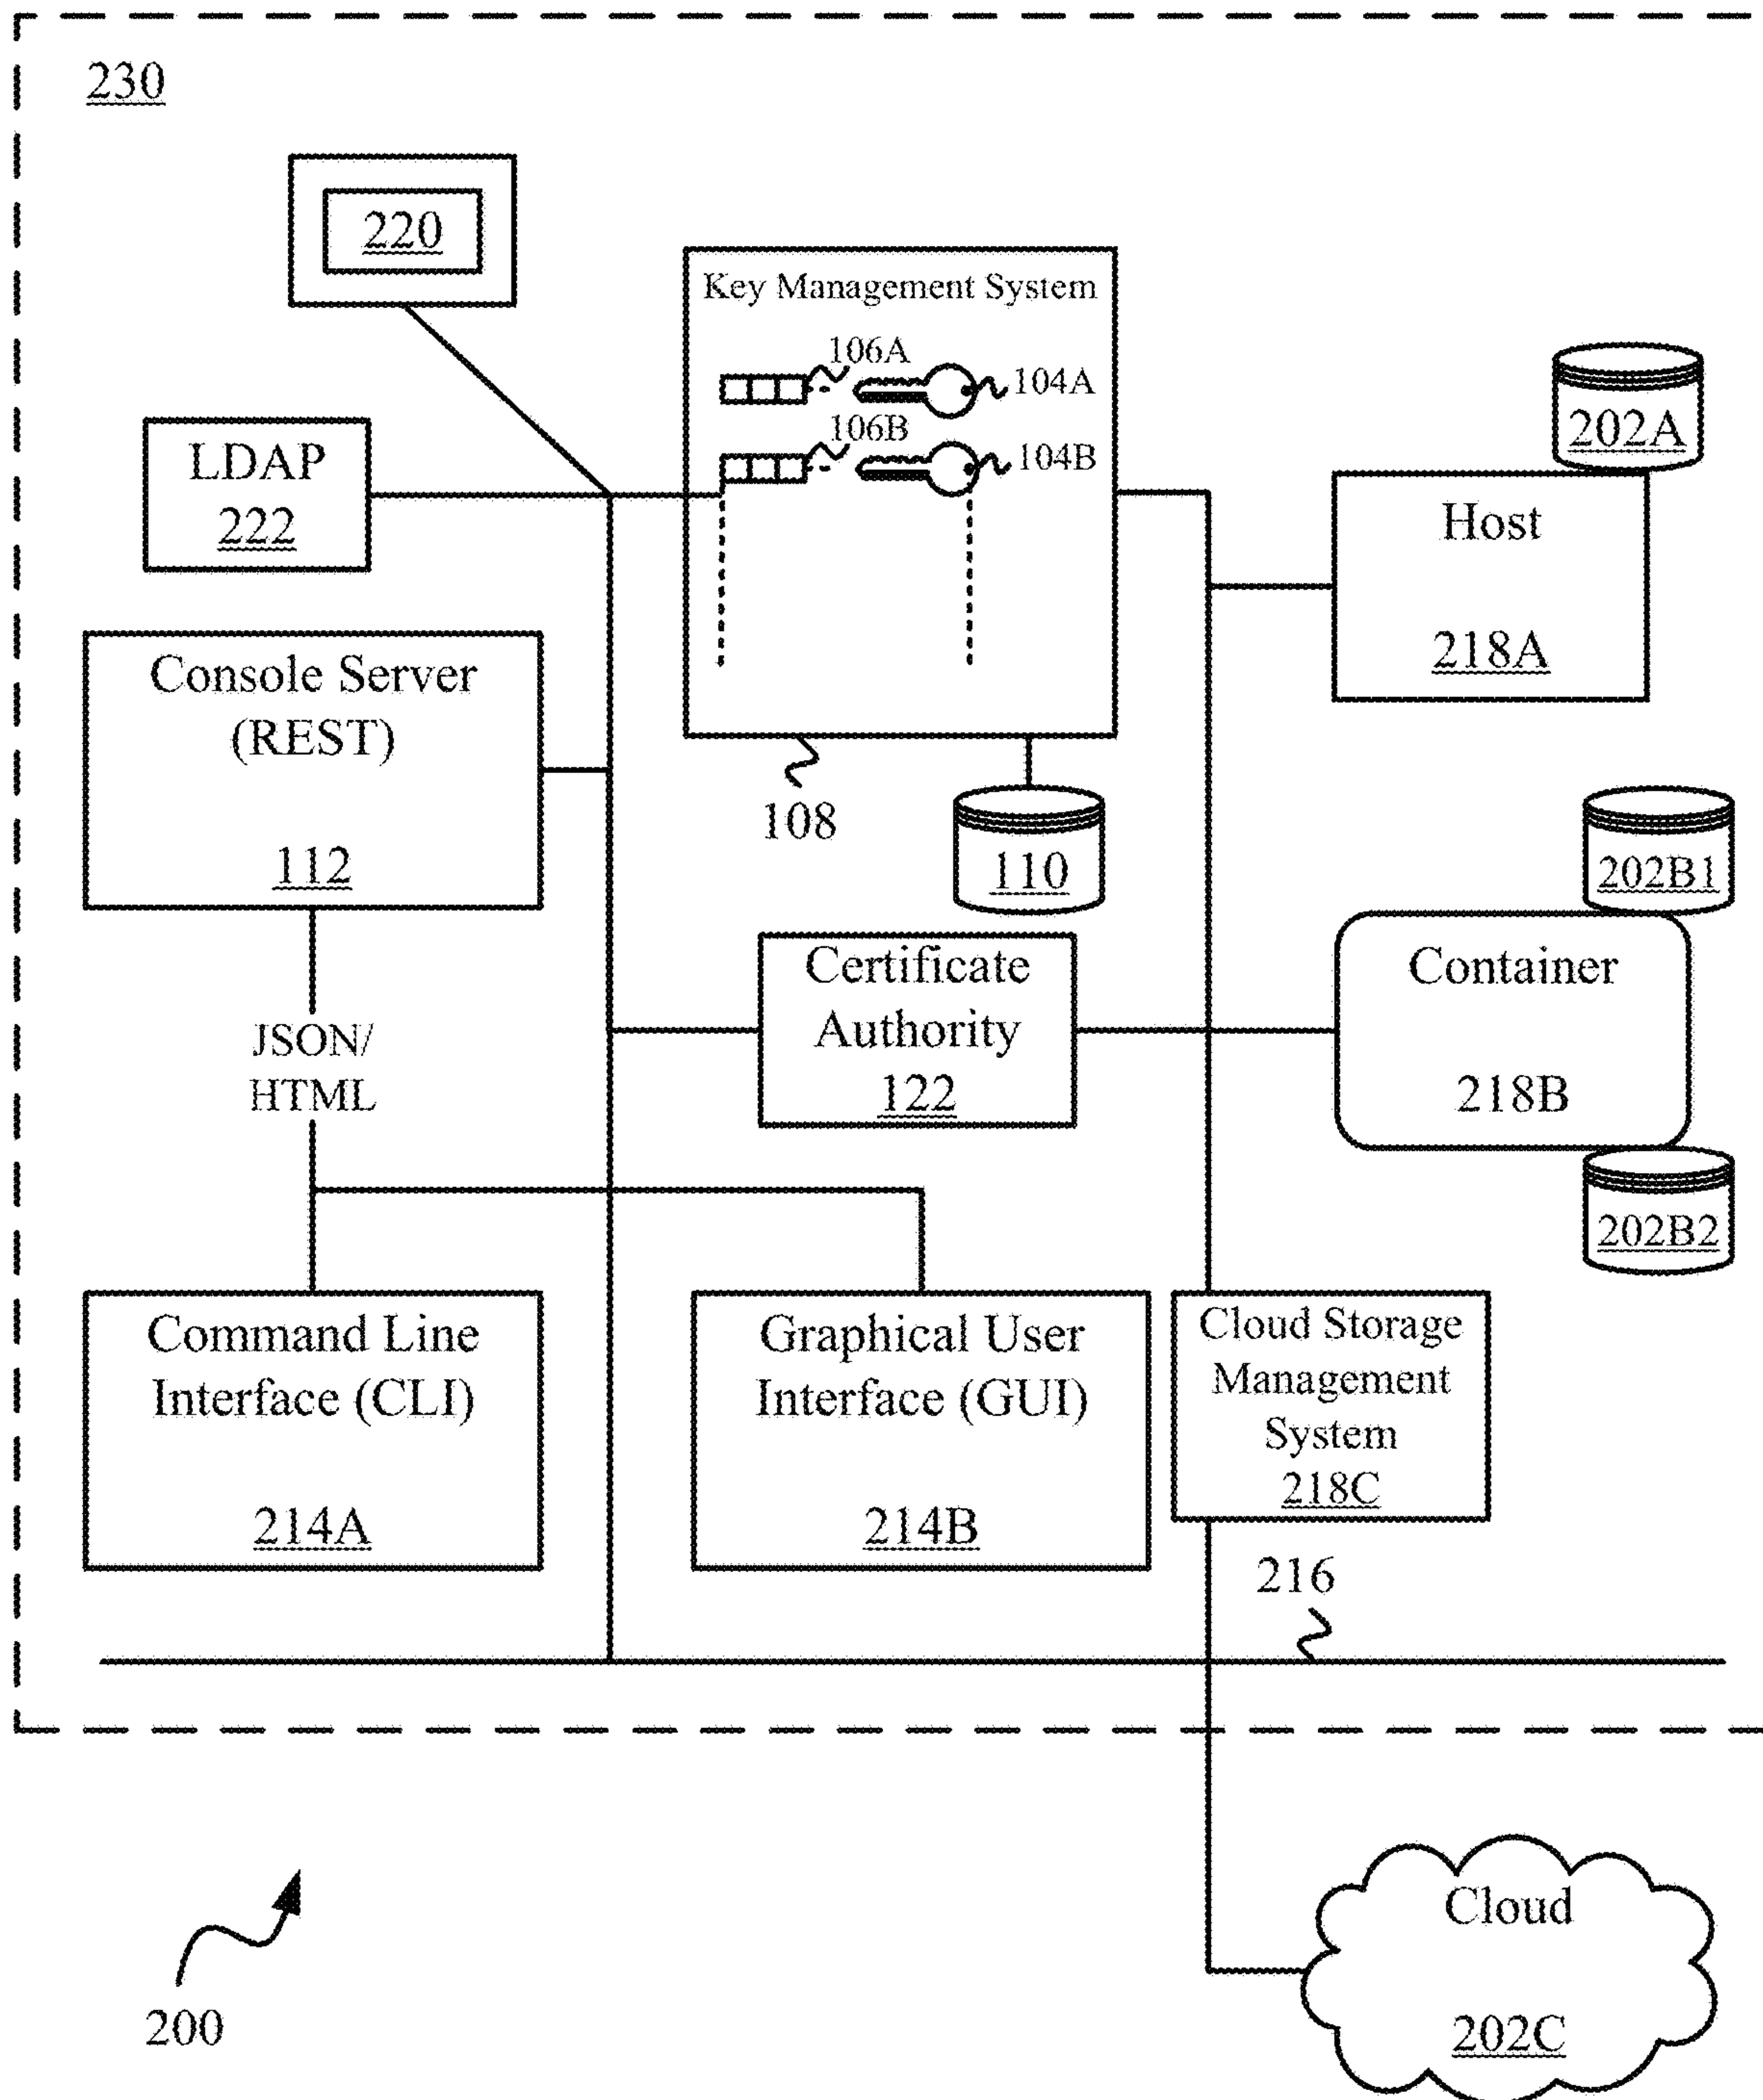 230
220
Key Management System
106A
104A
106B
104B
202A
LDAP
222
Host
218A
Console Server
(REST)
112
108
110
202B1
Certificate
Authority
122
Container
218B
JSON/
HTML
202B2
Command Line
Interface (CLI)
214A
Graphical User
Interface (GUI)
214B
Cloud Storage
Management
System
218C
216
Cloud
202C
200